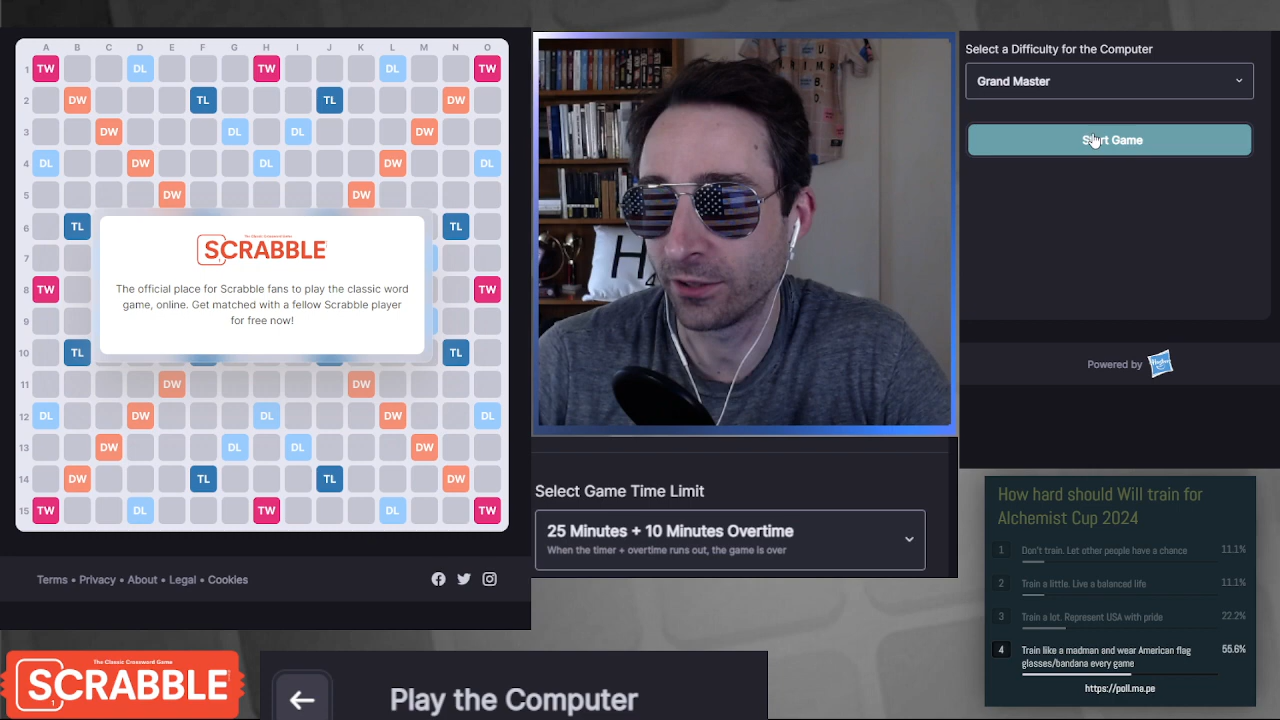 A B C D E F G H I J K L M N O
1 TW DL TW DL TW
2 DW TL TL DW
3 DW DL DL DW
4 DL DW DL DW DL
5 DW DW
6 TL TL
7
8 TW TW
9
10 TL TL
11 DW DW
12 DL DW DL DW DL
13 DW DL DL DW
14 DW TL TL DW
15 TW DL TW DL TW
The Classic Crossword Game
SCRABBLE
The official place for Scrabble fans to play the classic word
game, online. Get matched with a fellow Scrabble player
for free now!
Terms • Privacy • About • Legal • Cookies
The Classic Crossword Game
SCRABBLE
1
Play the Computer
H
4
Select Game Time Limit
25 Minutes + 10 Minutes Overtime
When the timer + overtime runs out, the game is over
Select a Difficulty for the Computer
Grand Master
Start Game
Powered by
How hard should Will train for
Alchemist Cup 2024
1 Don't train. Let other people have a chance 11.1%
2 Train a little. Live a balanced life 11.1%
3 Train a lot. Represent USA with pride 22.2%
4 Train like a madman and wear American flag 55.6%
glasses/bandana every game
https://poll.ma.pe